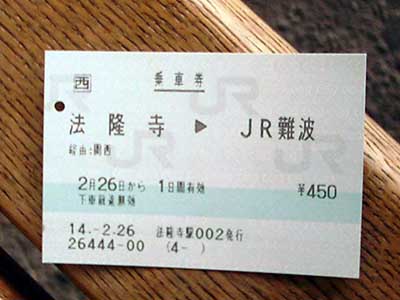 西 乗車券
法隆寺 ▶ JR難波
経由:関西
2月26日から 1日間有効 ¥450
下車前途無効
14.-2.26 法隆寺駅002発行
26444-00 (4- )